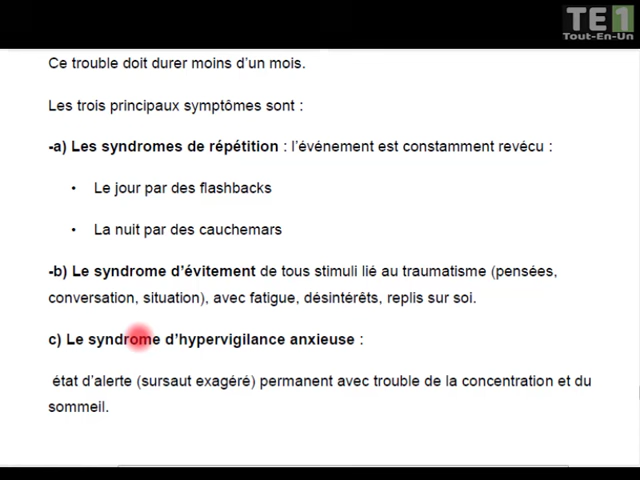 TE1
Tout-En-Un
Ce trouble doit durer moins d'un mois.
Les trois principaux symptômes sont :
-a) Les syndromes de répétition : l'événement est constamment revécu :
• Le jour par des flashbacks
• La nuit par des cauchemars
-b) Le syndrome d'évitement de tous stimuli lié au traumatisme (pensées,
conversation, situation), avec fatigue, désintérêts, replis sur soi.
c) Le syndrome d'hypervigilance anxieuse :
état d'alerte (sursaut exagéré) permanent avec trouble de la concentration et du
sommeil.